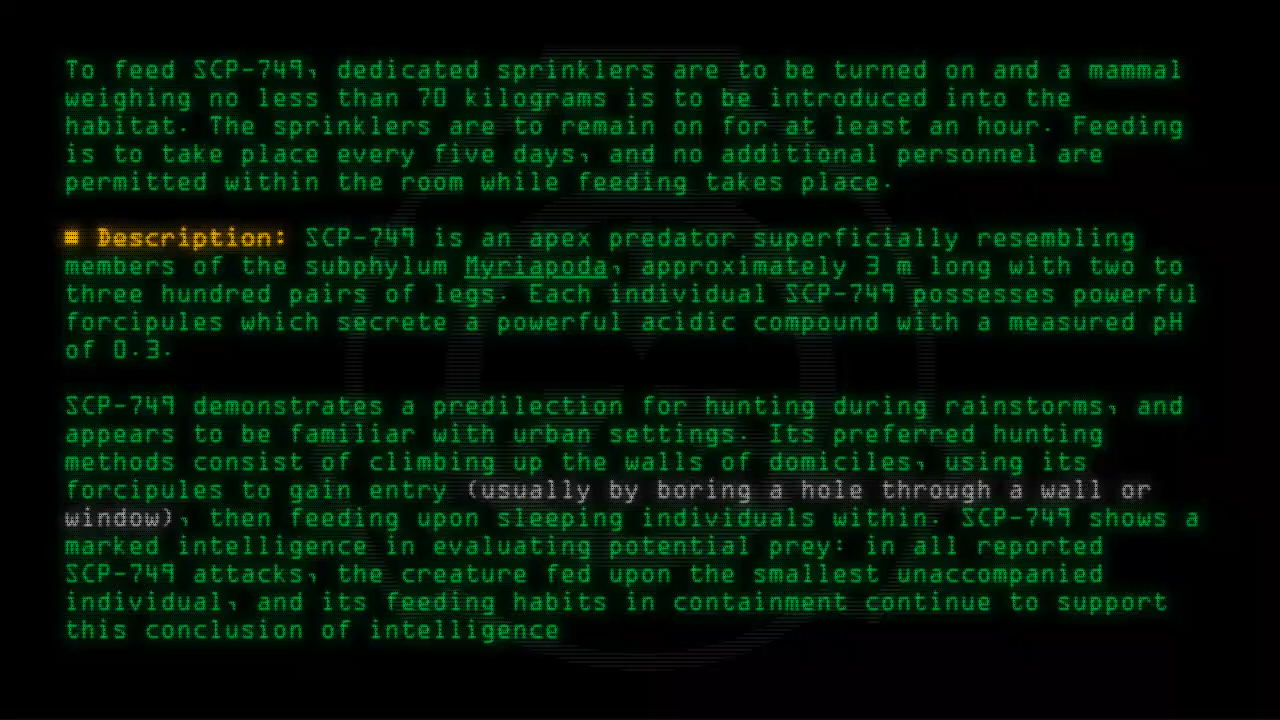 To feed SCP-749, dedicated sprinklers are to be turned on and a mammal
weighing no less than 70 kilograms is to be introduced into the
habitat. The sprinklers are to remain on for at least an hour. Feeding
is to take place every five days, and no additional personnel are
permitted within the room while feeding takes place.
■ Description: SCP-749 is an apex predator superficially resembling
members of the subphylum Myriapoda, approximately 3 m long with two to
three hundred pairs of legs. Each individual SCP-749 possesses powerful
forcipules which secrete a powerful acidic compound with a measured pH
of 0.3.
SCP-749 demonstrates a predilection for hunting during rainstorms, and
appears to be familiar with urban settings. Its preferred hunting
methods consist of climbing up the walls of domiciles, using its
forcipules to gain entry (usually by boring a hole through a wall or
window), then feeding upon sleeping individuals within. SCP-749 shows a
marked intelligence in evaluating potential prey: in all reported
SCP-749 attacks, the creature fed upon the smallest unaccompanied
individual, and its feeding habits in containment continue to support
this conclusion of intelligence